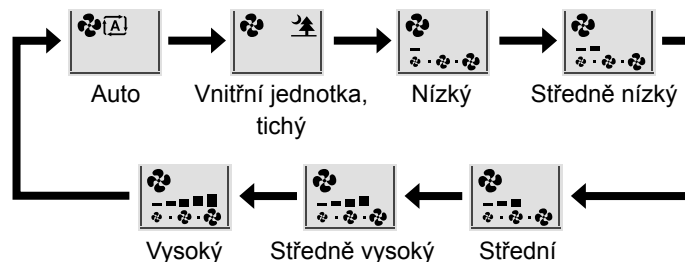 A
Auto
Vnitřní jednotka,
tichý
Nízký
Středně nízký
Vysoký
Středně vysoký
Střední